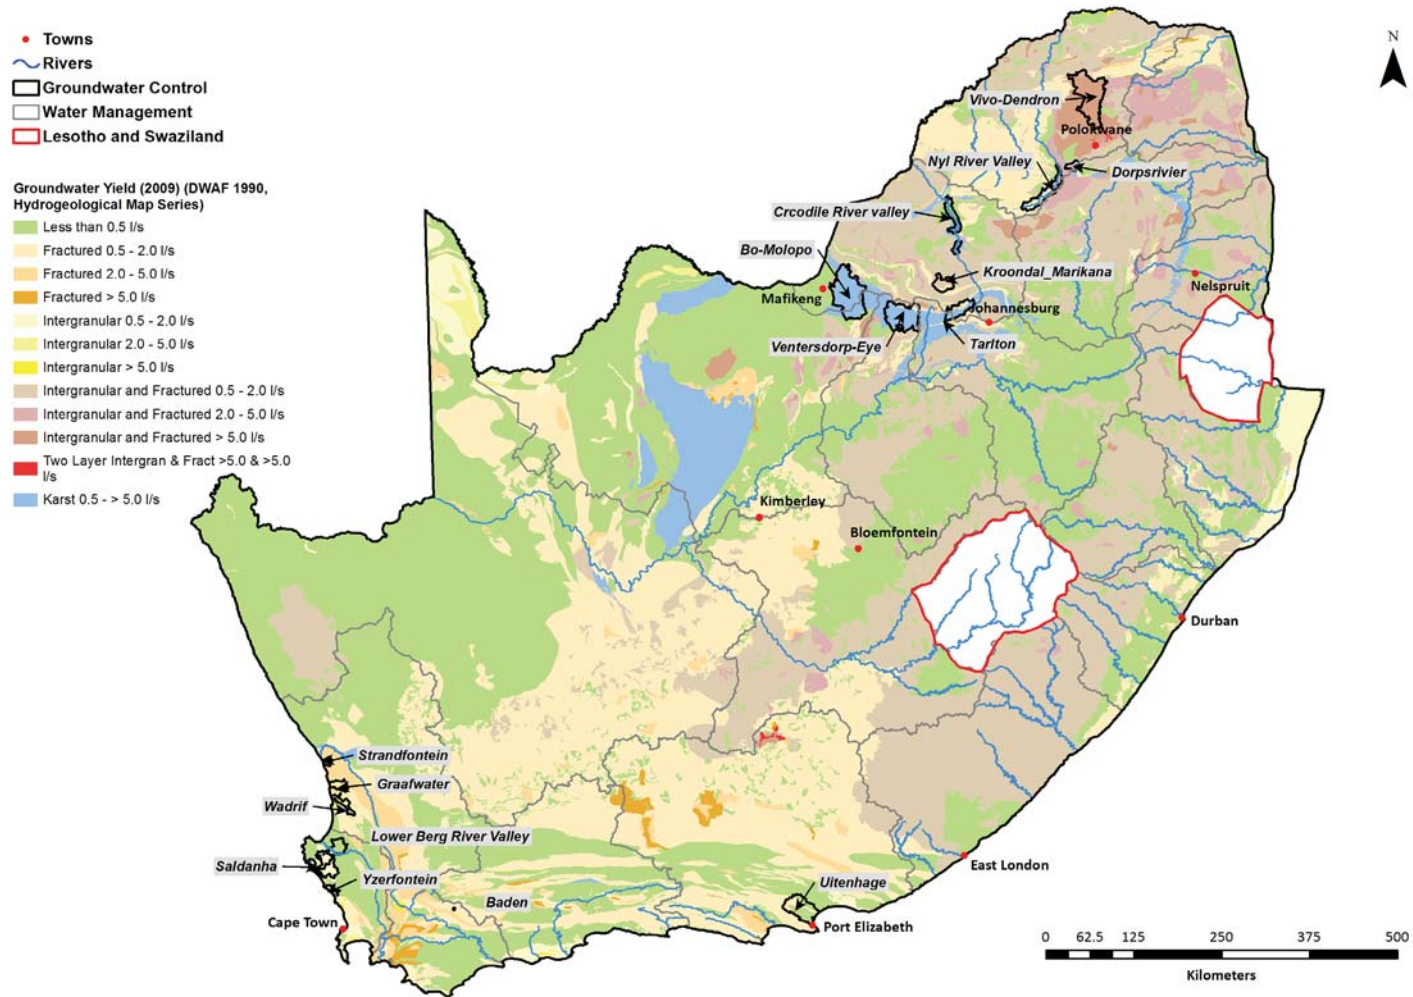 Towns
Rivers
Groundwater Control
Water Management
Lesotho and Swaziland
Groundwater Yield (2009) (DWAF 1990,
Hydrogeological Map Series)
Less than 0.5 l/s
Fractured 0.5 - 2.0 l/s
Fractured 2.0 - 5.0 l/s
Fractured > 5.0 l/s
Intergranular 0.5 - 2.0 l/s
Intergranular 2.0 - 5.0 l/s
Intergranular > 5.0 l/s
Intergranular and Fractured 0.5 - 2.0 l/s
Intergranular and Fractured 2.0 - 5.0 l/s
Intergranular and Fractured > 5.0 l/s
Two Layer Intergran & Fract >5.0 & >5.0
l/s
Karst 0.5 - > 5.0 l/s
N
Vivo-Dendron
Polokwane
Nyl River Valley
Dorpsrivier
Crcodile River valley
Bo-Molopo
Kroondal_Marikana
Mafikeng
Nelspruit
Johannesburg
Ventersdorp-Eye
Tarlton
Kimberley
Bloemfontein
Durban
Strandfontein
Graafwater
Wadrif
Lower Berg River Valley
Saldanha
Yzerfontein
Baden
Uitenhage
East London
Cape Town
Port Elizabeth
0 62.5 125 250 375 500
Kilometers